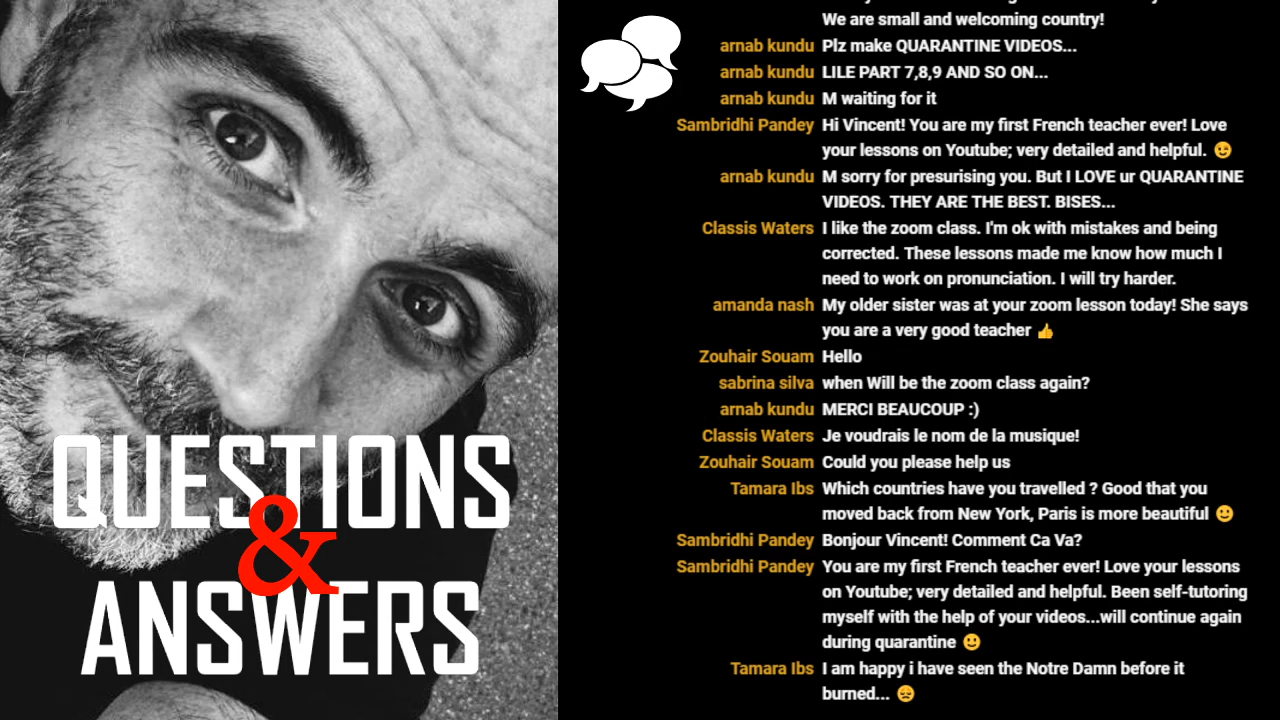 QUESTIONS
&
ANSWERS
We are small and welcoming country!
arnab kundu Plz make QUARANTINE VIDEOS...
arnab kundu LILE PART 7,8,9 AND SO ON...
arnab kundu M waiting for it
Sambridhi Pandey Hi Vincent! You are my first French teacher ever! Love
your lessons on Youtube; very detailed and helpful. 😉
arnab kundu M sorry for presurising you. But I LOVE ur QUARANTINE
VIDEOS. THEY ARE THE BEST. BISES...
Classis Waters I like the zoom class. I'm ok with mistakes and being
corrected. These lessons made me know how much I
need to work on pronunciation. I will try harder.
amanda nash My older sister was at your zoom lesson today! She says
you are a very good teacher 👍
Zouhair Souam Hello
sabrina silva when Will be the zoom class again?
arnab kundu MERCI BEAUCOUP :)
Classis Waters Je voudrais le nom de la musique!
Zouhair Souam Could you please help us
Tamara Ibs Which countries have you travelled ? Good that you
moved back from New York, Paris is more beautiful 🙂
Sambridhi Pandey Bonjour Vincent! Comment Ca Va?
Sambridhi Pandey You are my first French teacher ever! Love your lessons
on Youtube; very detailed and helpful. Been self-tutoring
myself with the help of your videos...will continue again
during quarantine 🙂
Tamara Ibs I am happy i have seen the Notre Damn before it
burned... 😔